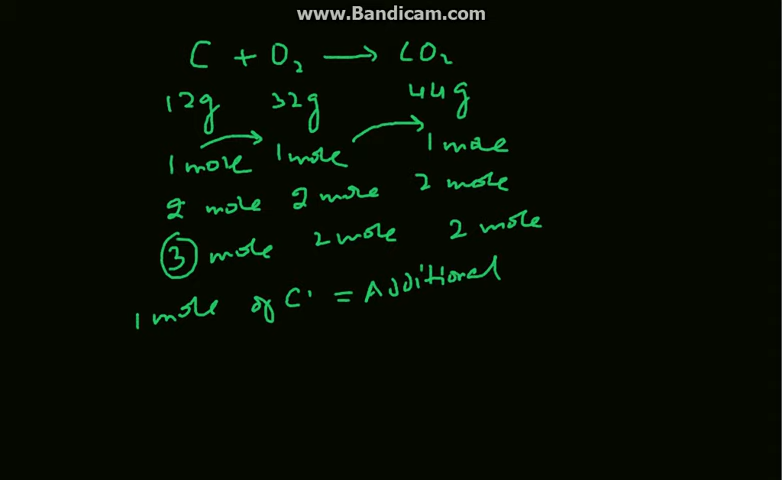 www.Bandicam.com
C + O₂ → CO₂
12g 32g 44g
1 mole 1 mole 1 mole
2 mole 2 mole 2 mole
3 mole 2 mole 2 mole
1 mole of C = Additional